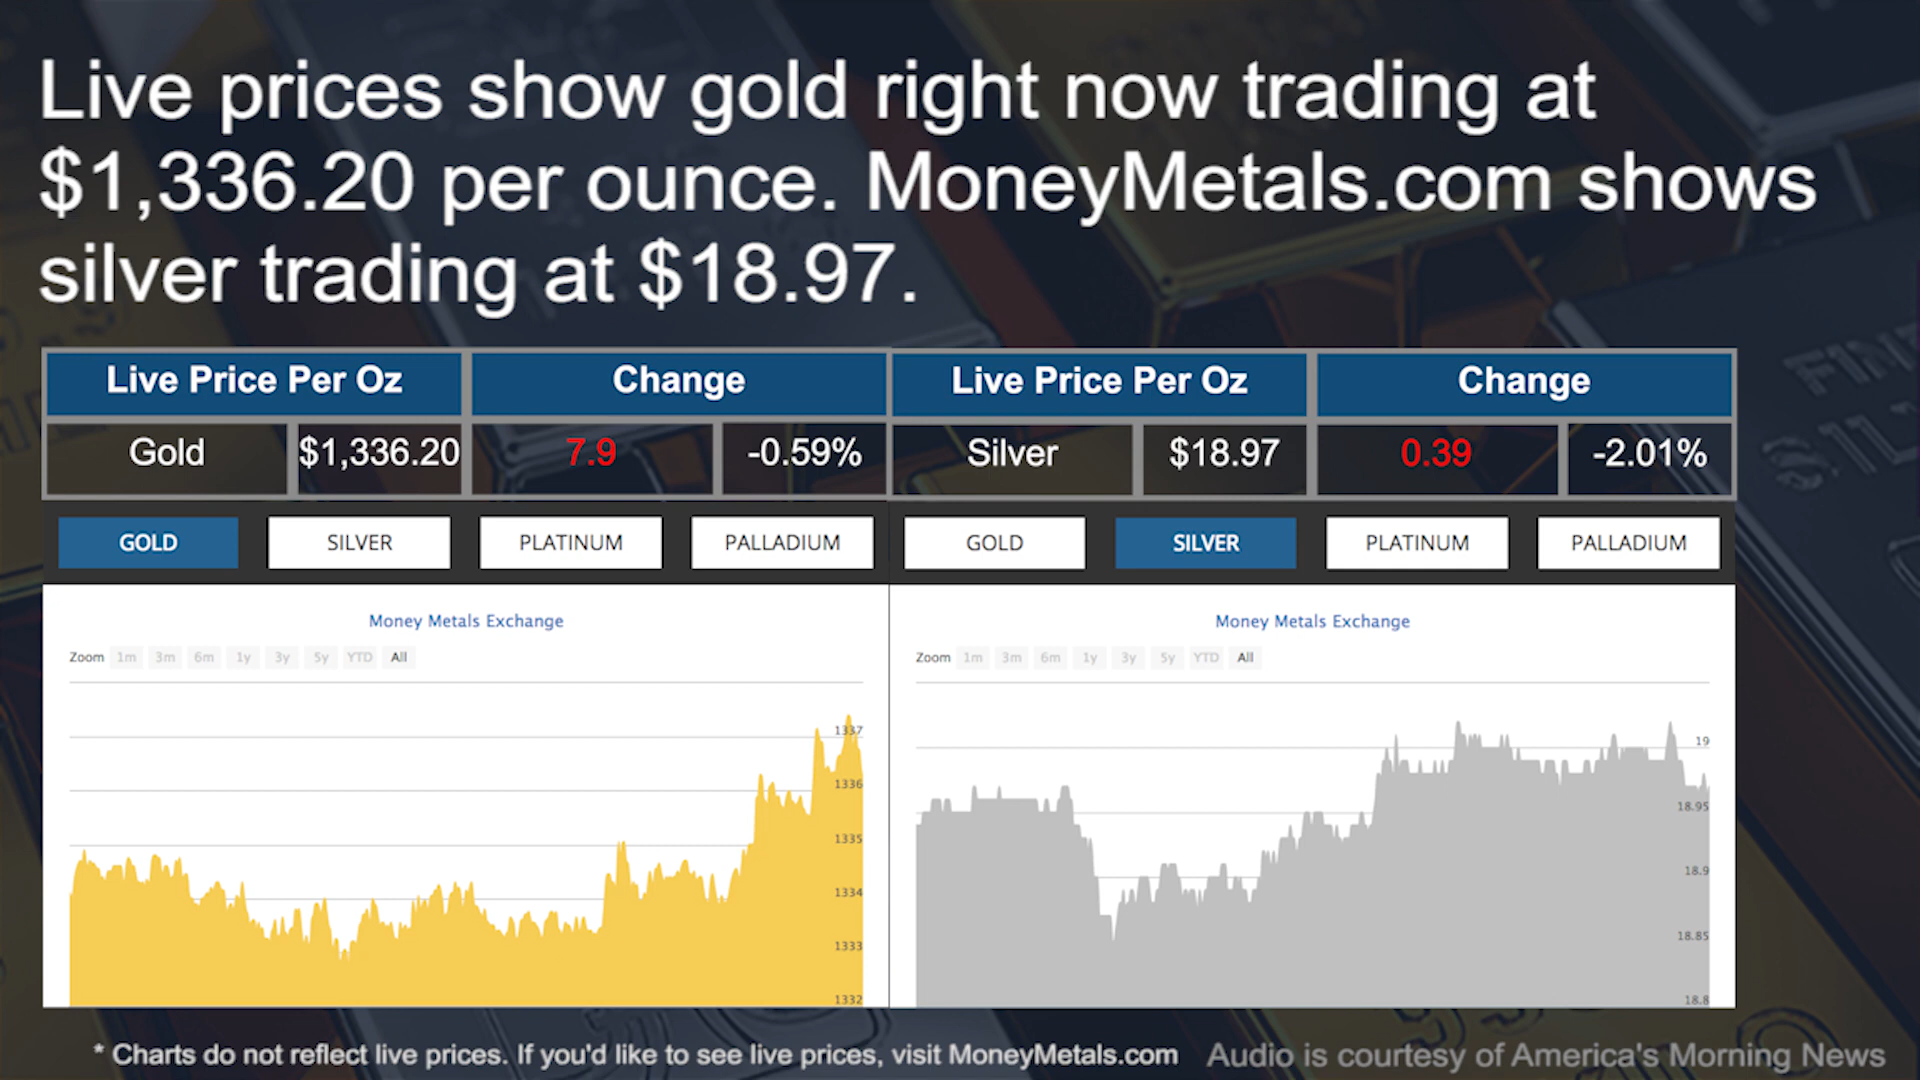 Live prices show gold right now trading at
$1,336.20 per ounce. MoneyMetals.com shows
silver trading at $18.97.
Live Price Per Oz Change Live Price Per Oz Change
Gold $1,336.20 7.9 -0.59% Silver $18.97 0.39 -2.01%
GOLD SILVER PLATINUM PALLADIUM GOLD SILVER PLATINUM PALLADIUM
Money Metals Exchange
Zoom 1m 3m 6m 1y 3y 5y YTD All
1337
1336
1335
1334
1333
1332
Money Metals Exchange
Zoom 1m 3m 6m 1y 3y 5y YTD All
19
18.95
18.9
18.85
18.8
* Charts do not reflect live prices. If you'd like to see live prices, visit MoneyMetals.com
Audio is courtesy of America's Morning News